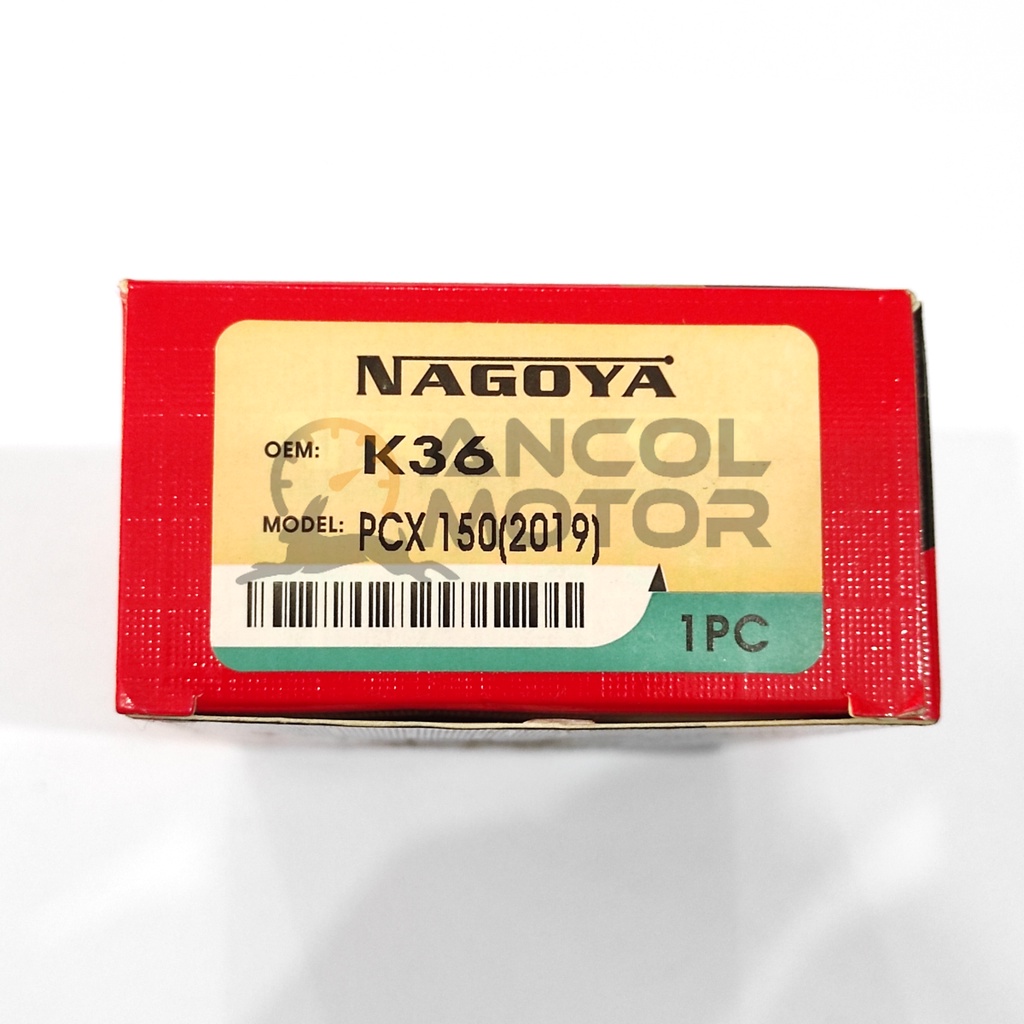 NAGOYA
OEM: K36
ANCOL
MOTOR
MODEL: PCX 150(2019)
1PC